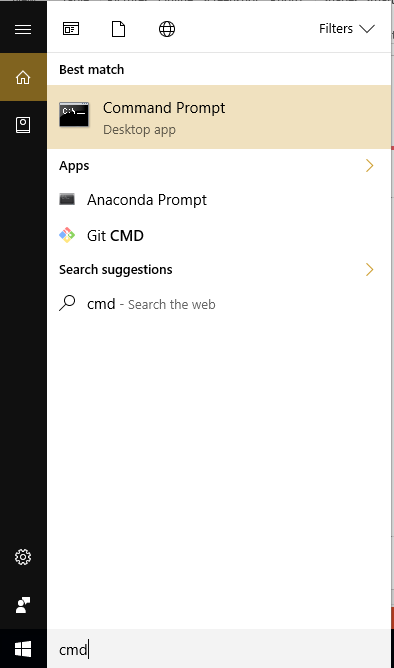 Filters
Best match
Command Prompt
Desktop app
Apps
Anaconda Prompt
Git CMD
Search suggestions
cmd - Search the web
cmd